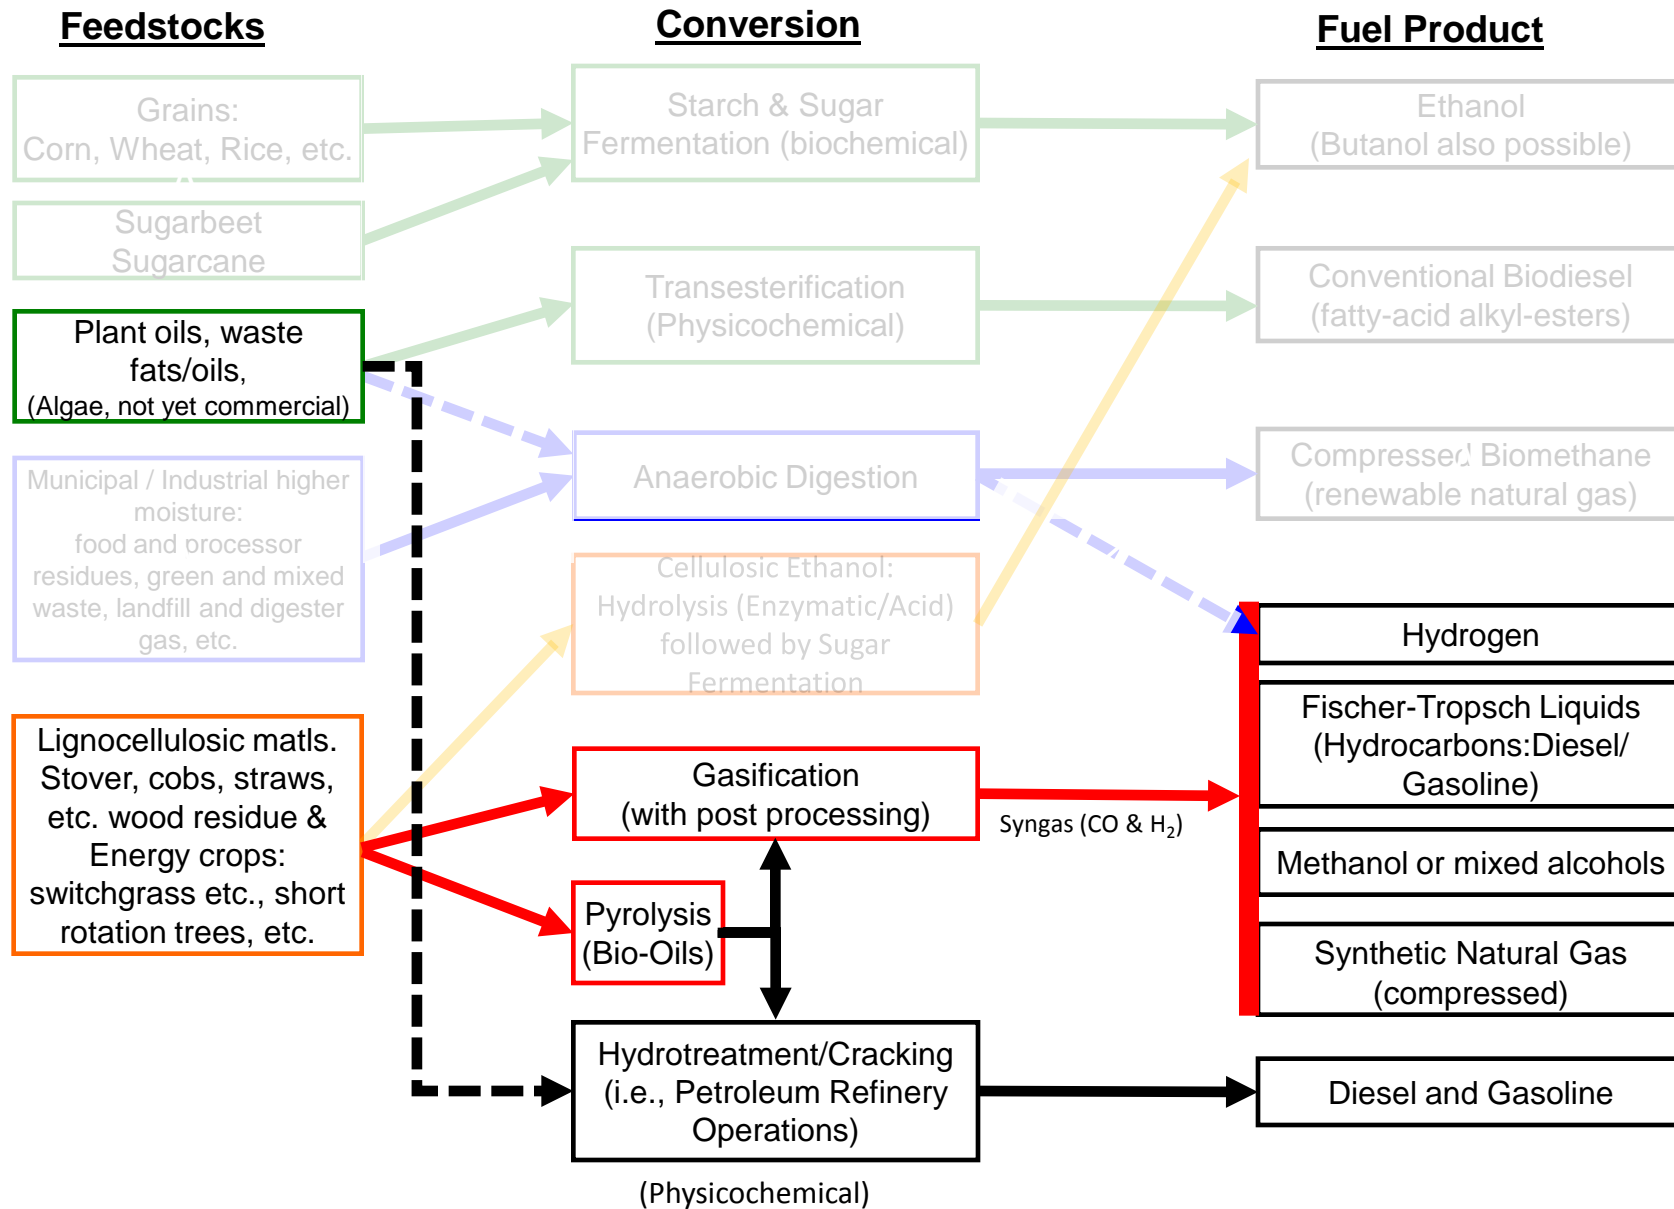 Feedstocks
Conversion
Fuel Product
Grains:
Corn, Wheat, Rice, etc.
Sugarbeet
Sugarcane
Plant oils, waste
fats/oils,
(Algae, not yet commercial)
Municipal / Industrial higher
moisture:
food and processor
residues, green and mixed
waste, landfill and digester
gas, etc.
Lignocellulosic matls.
Stover, cobs, straws,
etc. wood residue &
Energy crops:
switchgrass etc., short
rotation trees, etc.
Starch & Sugar
Fermentation (biochemical)
Transesterification
(Physicochemical)
Anaerobic Digestion
Cellulosic Ethanol:
Hydrolysis (Enzymatic/Acid)
followed by Sugar
Fermentation
Gasification
(with post processing)
Syngas (CO & H₂)
Pyrolysis
(Bio-Oils)
Hydrotreatment/Cracking
(i.e., Petroleum Refinery
Operations)
(Physicochemical)
Ethanol
(Butanol also possible)
Conventional Biodiesel
(fatty-acid alkyl-esters)
Compressed Biomethane
(renewable natural gas)
Hydrogen
Fischer-Tropsch Liquids
(Hydrocarbons:Diesel/
Gasoline)
Methanol or mixed alcohols
Synthetic Natural Gas
(compressed)
Diesel and Gasoline